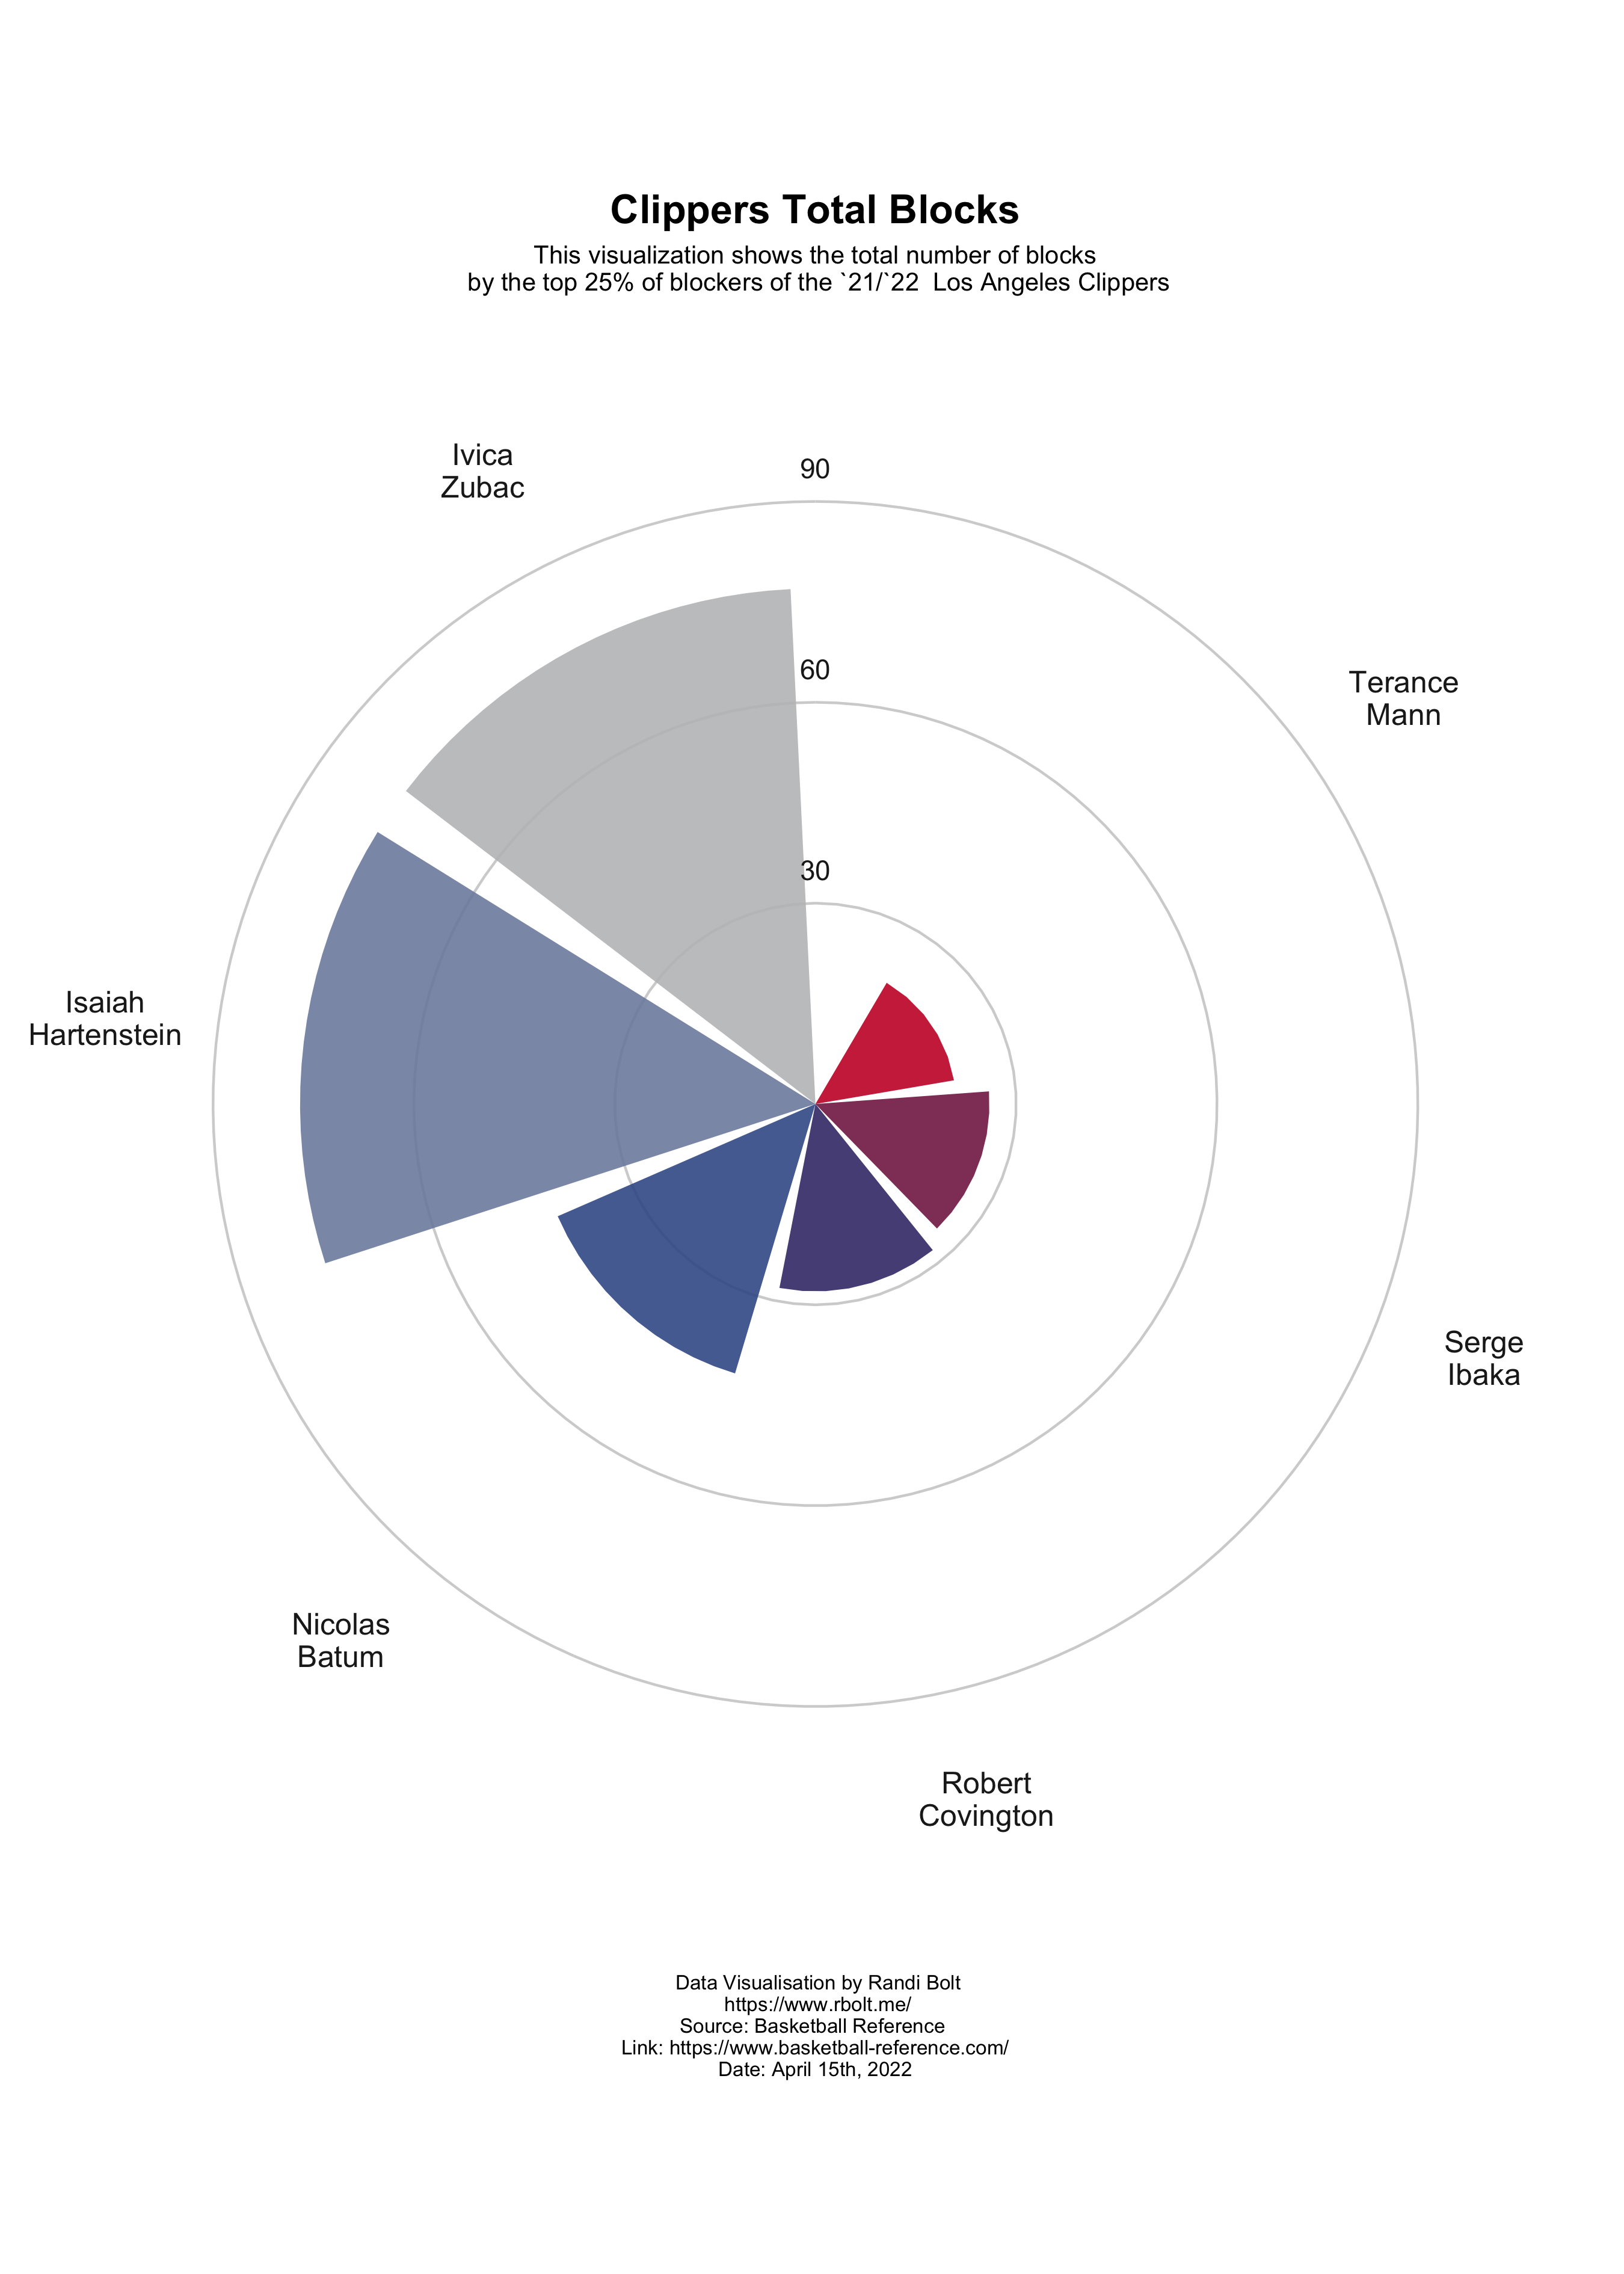 Clippers Total Blocks
This visualization shows the total number of blocks
by the top 25% of blockers of the `21/`22  Los Angeles Clippers
Ivica
Zubac
90
60
Terance
Mann
30
Isaiah
Hartenstein
Serge
Ibaka
Nicolas
Batum
Robert
Covington
Data Visualisation by Randi Bolt
https://www.rbolt.me/
Source: Basketball Reference
Link: https://www.basketball-reference.com/
Date: April 15th, 2022